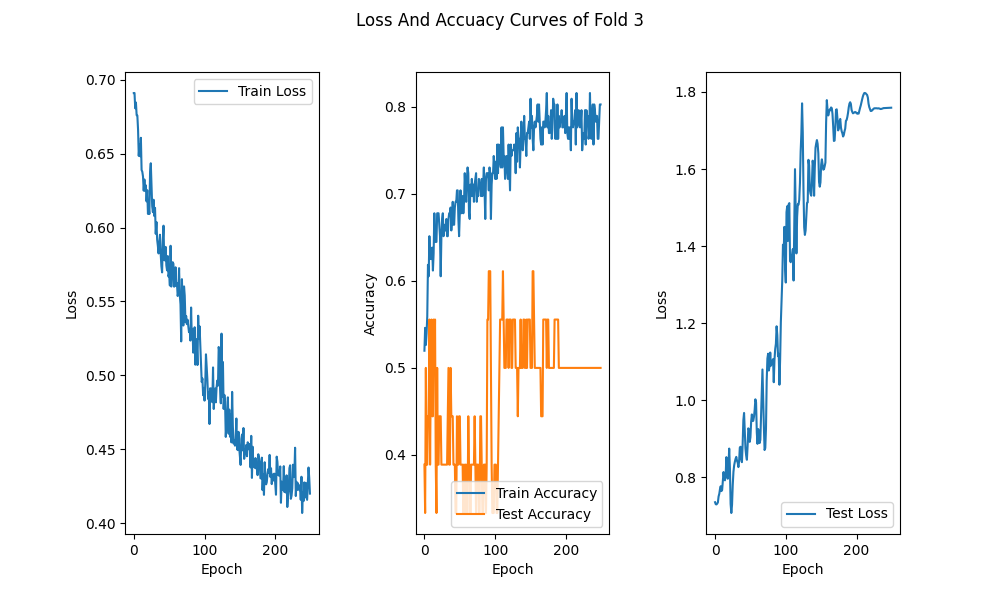 Loss And Accuacy Curves of Fold 3
0.70
0.65
0.60
0.55
0.50
0.45
0.40
Loss
0
100
200
Epoch
Train Loss
0.8
0.7
0.6
0.5
0.4
Accuracy
0
100
200
Epoch
Train Accuracy
Test Accuracy
1.8
1.6
1.4
1.2
1.0
0.8
Loss
0
100
200
Epoch
Test Loss